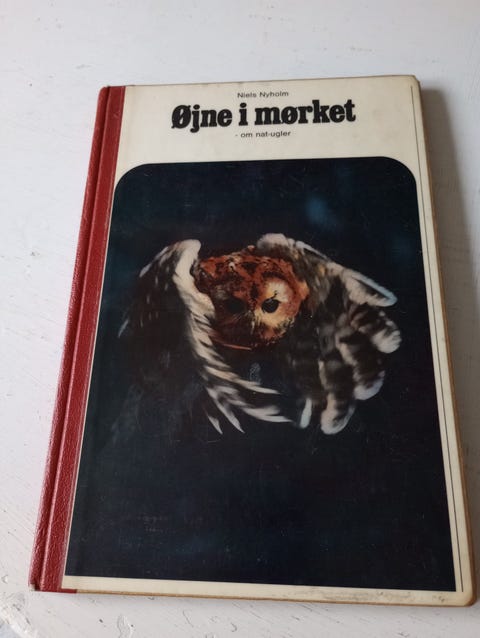 Niels Nyholm
Øjne i mørket
- om nat-ugler